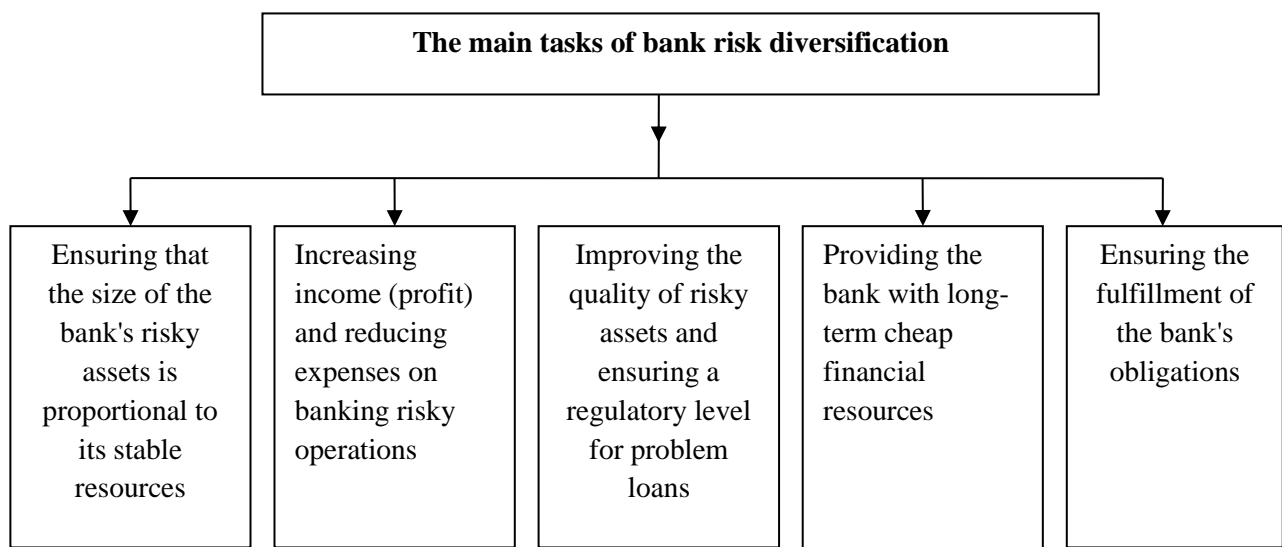 The main tasks of bank risk diversification
Ensuring that
the size of the
bank's risky
assets is
proportional to
its stable
resources
Increasing
income (profit)
and reducing
expenses on
banking risky
operations
Improving the
quality of risky
assets and
ensuring a
regulatory level
for problem
loans
Providing the
bank with long-
term cheap
financial
resources
Ensuring the
fulfillment of
the bank's
obligations